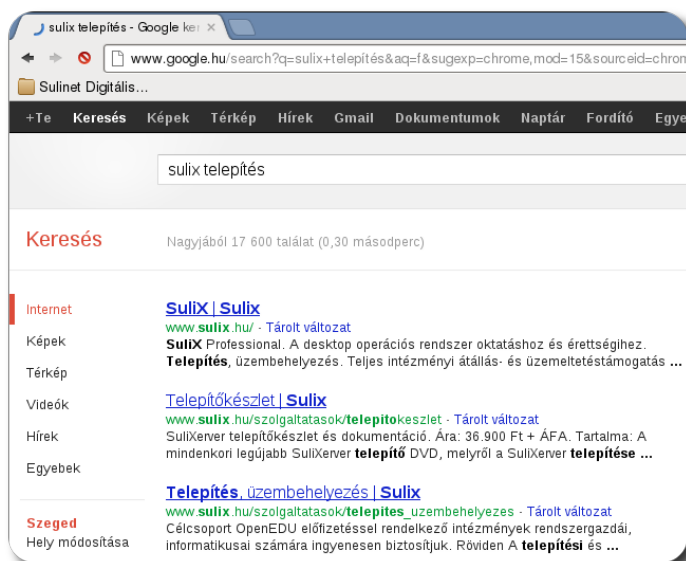 sulix telepítés - Google ker
www.google.hu/search?q=sulix+telepítés&aq=f&sugexp=chrome,mod=15&sourceid=chrom
Sulinet Digitális...
+Te Keresés Képek Térkép Hírek Gmail Dokumentumok Naptár Fordító Egye
sulix telepítés
Keresés
Nagyjából 17 600 találat (0,30 másodperc)
Internet
Képek
Térkép
Videók
Hírek
Egyebek
Szeged
Hely módosítása
SuliX | Sulix
www.sulix.hu/ - Tárolt változat
SuliX Professional. A desktop operációs rendszer oktatáshoz és érettségihez.
Telepítés, üzembehelyezés. Teljes intézményi átállás- és üzemeltetéstámogatás ...
Telepítőkészlet | Sulix
www.sulix.hu/szolgaltatasok/telepitokeszlet - Tárolt változat
SuliXerver telepítőkészlet és dokumentáció. Ára: 36.900 Ft + ÁFA. Tartalma: A
mindenkori legújabb SuliXerver telepítő DVD, melyről a SuliXerver telepítése ...
Telepítés, üzembehelyezés | Sulix
www.sulix.hu/szolgaltatasok/telepites_uzembehelyezes - Tárolt változat
Célcsoport OpenEDU előfizetéssel rendelkező intézmények rendszergazdái,
informatikusai számára ingyenesen biztosítjuk. Röviden A telepítési és ...